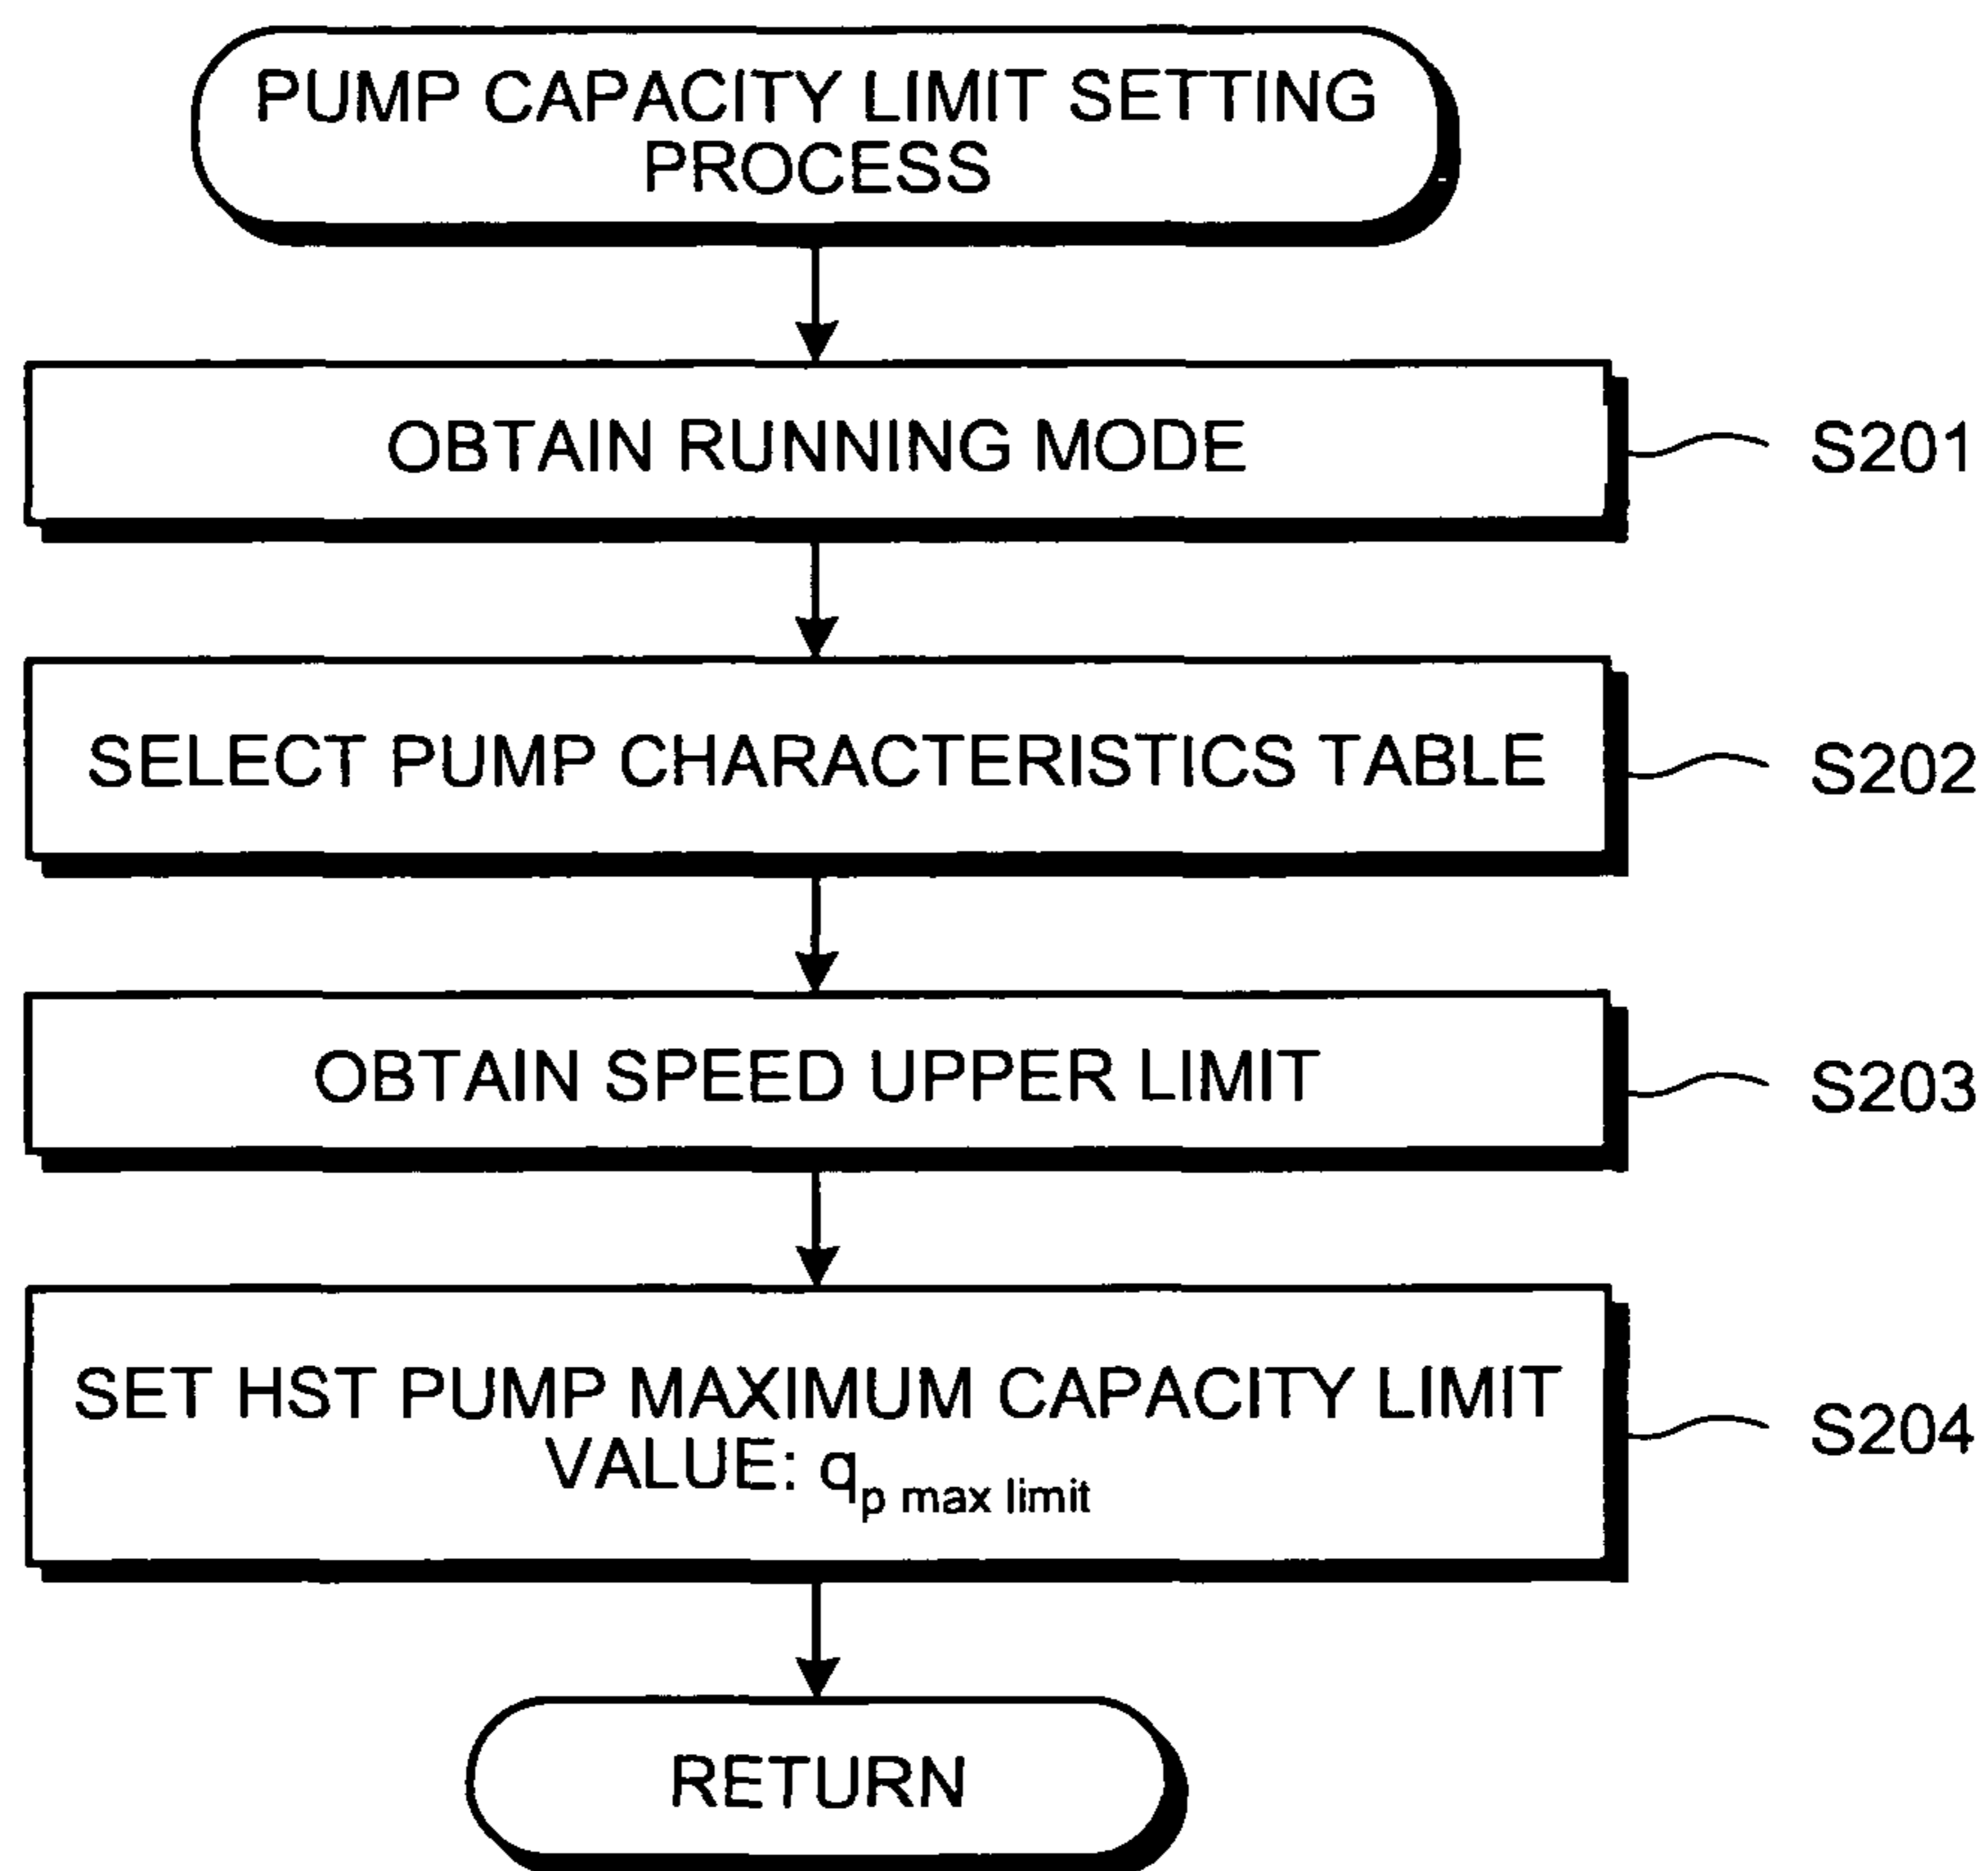 PUMP CAPACITY LIMIT SETTING
PROCESS
OBTAIN RUNNING MODE
S201
SELECT PUMP CHARACTERISTICS TABLE
S202
OBTAIN SPEED UPPER LIMIT
S203
SET HST PUMP MAXIMUM CAPACITY LIMIT
VALUE: q p max limit
S204
RETURN